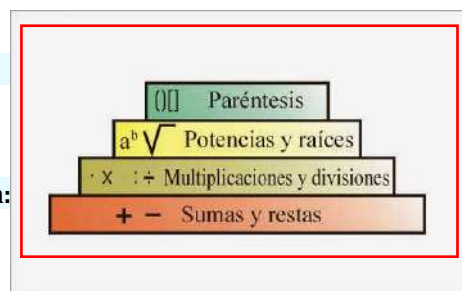 ()[] Paréntesis
aᵇ√ Potencias y raíces
· x : ÷ Multiplicaciones y divisiones
+ − Sumas y restas